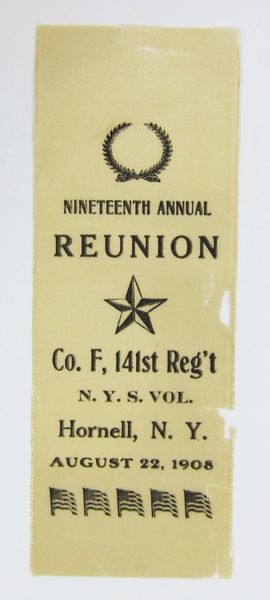 NINETEENTH ANNUAL
REUNION
Co. F, 141st Reg't
N. Y. S. VOL.
Hornell, N. Y.
AUGUST 22, 1908